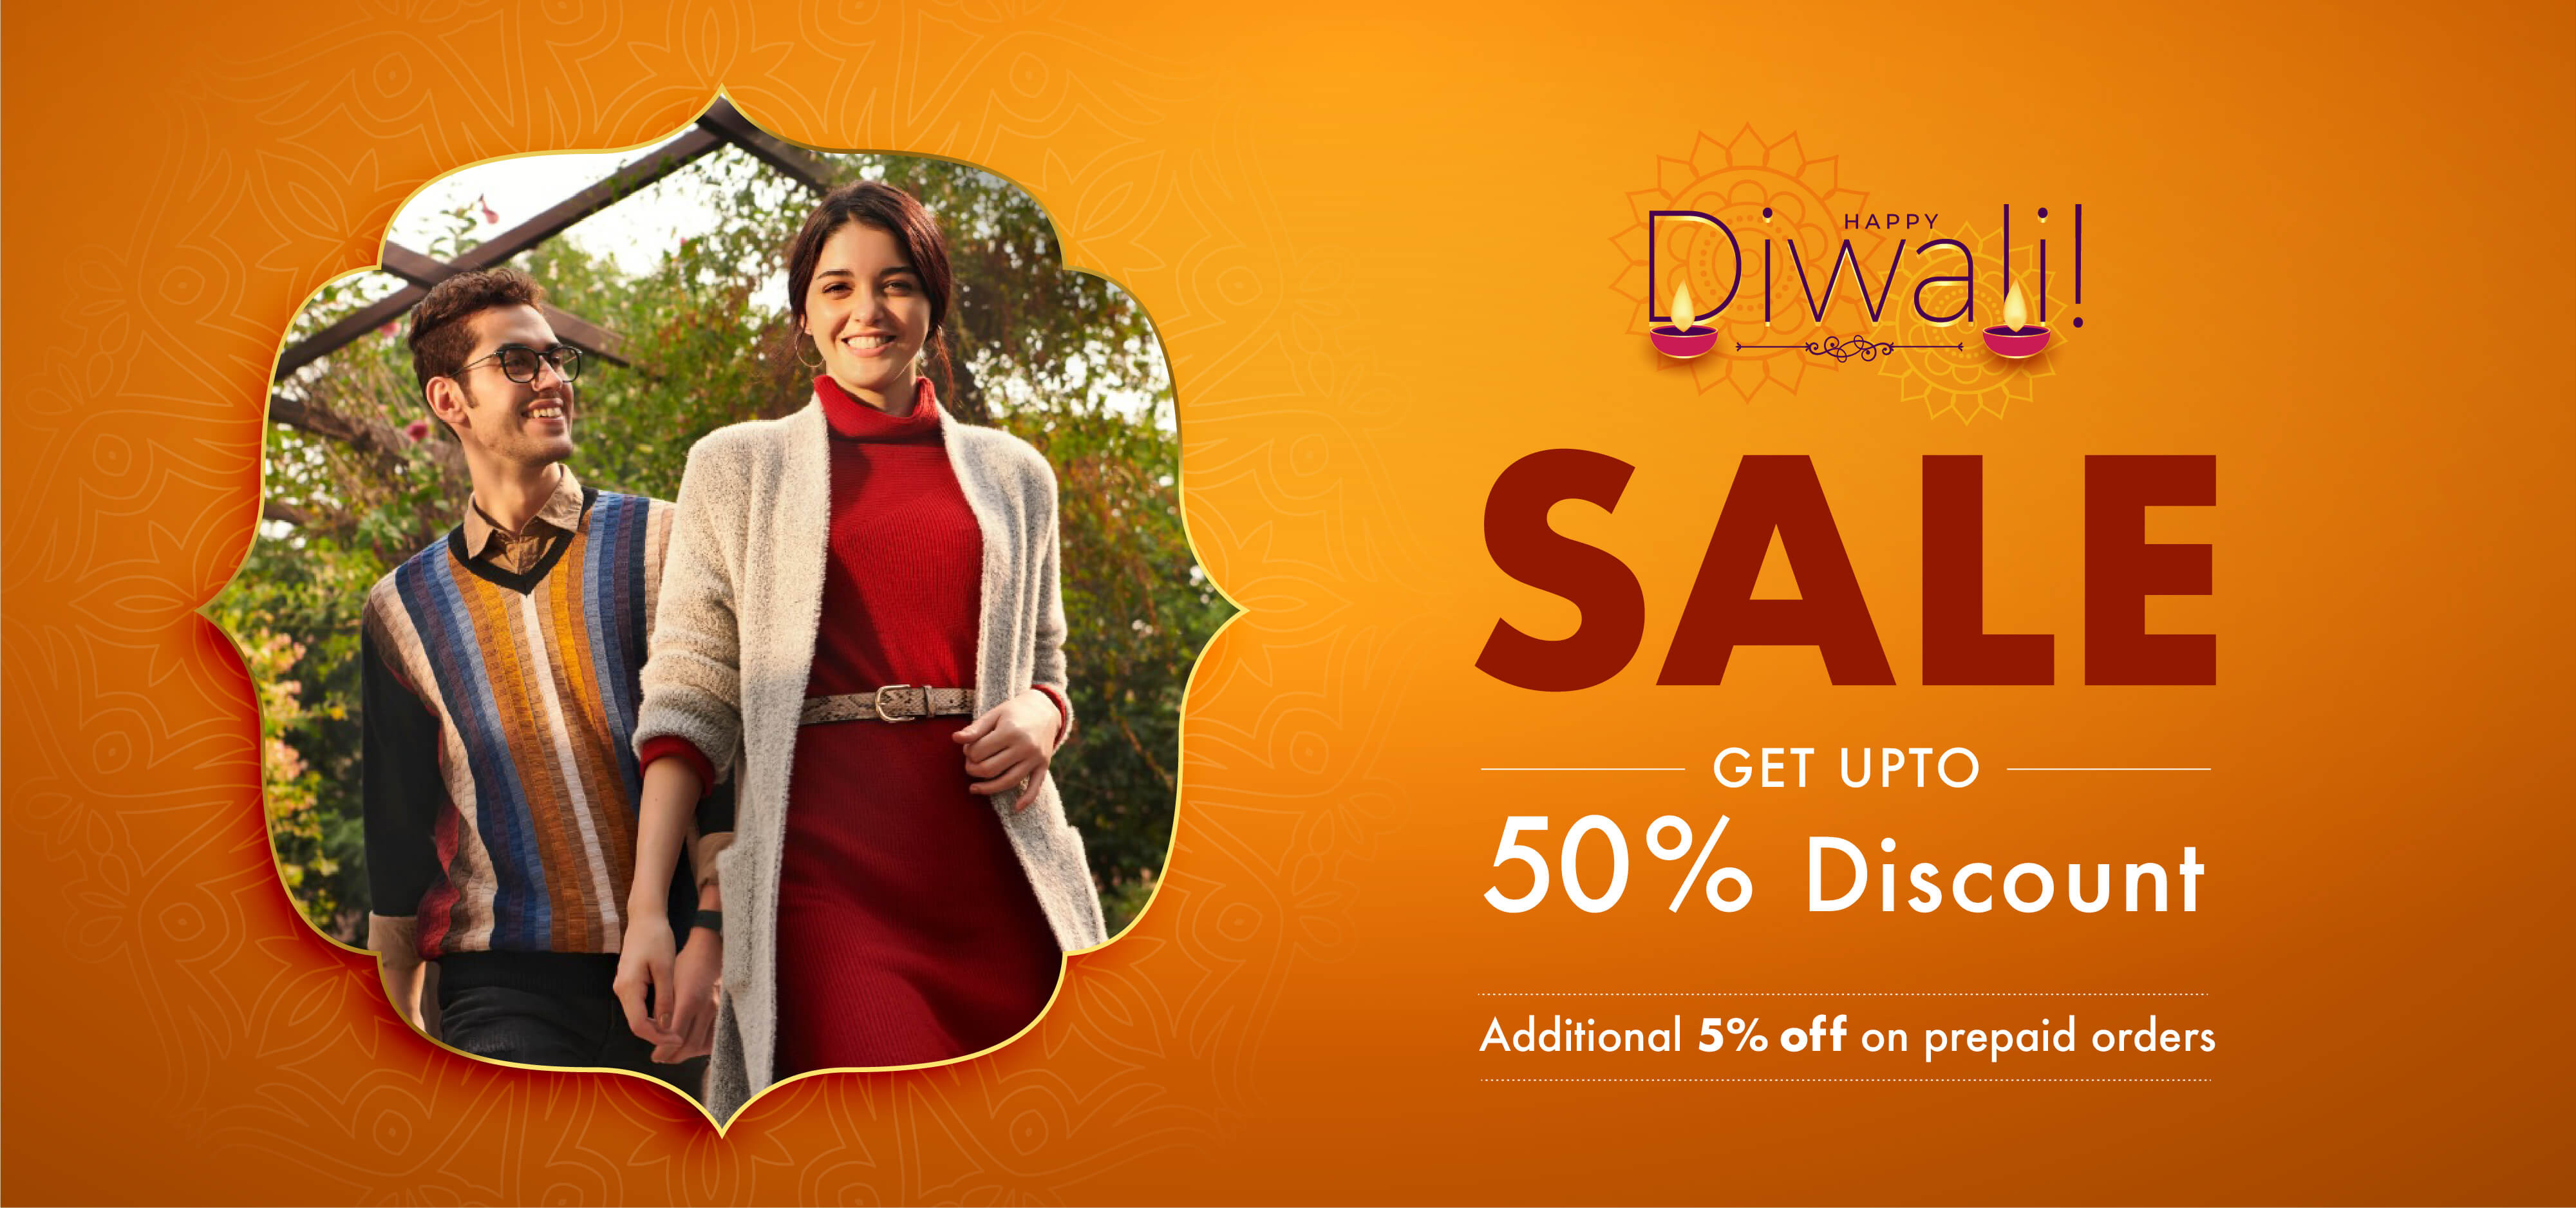 HAPPY
Diwali!
SALE
GET UPTO
50% Discount
Additional 5% off on prepaid orders